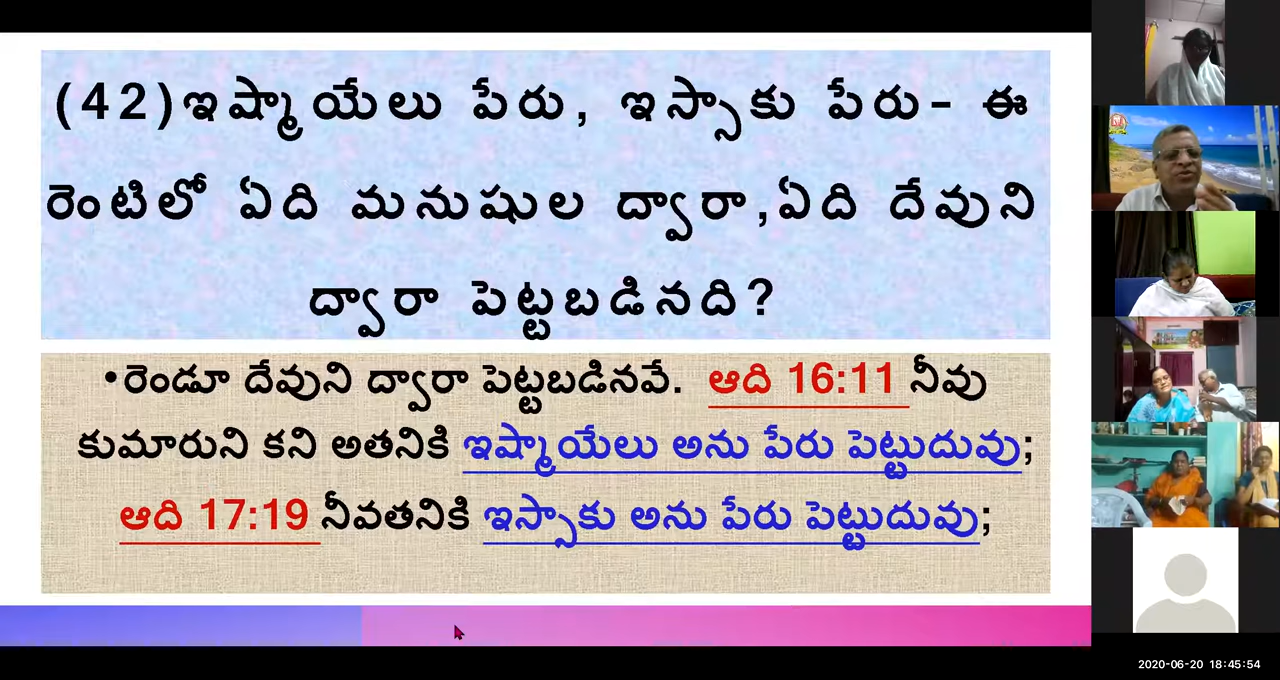 (42)ఇష్మాయేలు పేరు, ఇస్సాకు పేరు- ఈ
రెంటిలో ఏది మనుషుల ద్వారా,ఏది దేవుని
ద్వారా పెట్టబడినది?
•రెండూ దేవుని ద్వారా పెట్టబడినవే. ఆది 16:11 నీవు
కుమారుని కని అతనికి ఇష్మాయేలు అను పేరు పెట్టుదువు;
ఆది 17:19 నీవతనికి ఇస్సాకు అను పేరు పెట్టుదువు;
2020-06-20 18:45:54